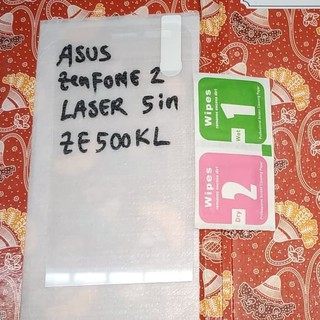 ASUS
ZenFONE 2
LASER 5in
ZE500KL
Wipes
1
Wet
Wipes
2
Dry